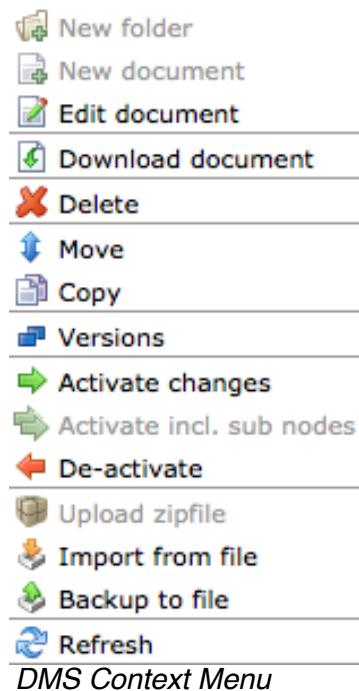 New folder
New document
Edit document
Download document
Delete
Move
Copy
Versions
Activate changes
Activate incl. sub nodes
De-activate
Upload zipfile
Import from file
Backup to file
Refresh
DMS Context Menu